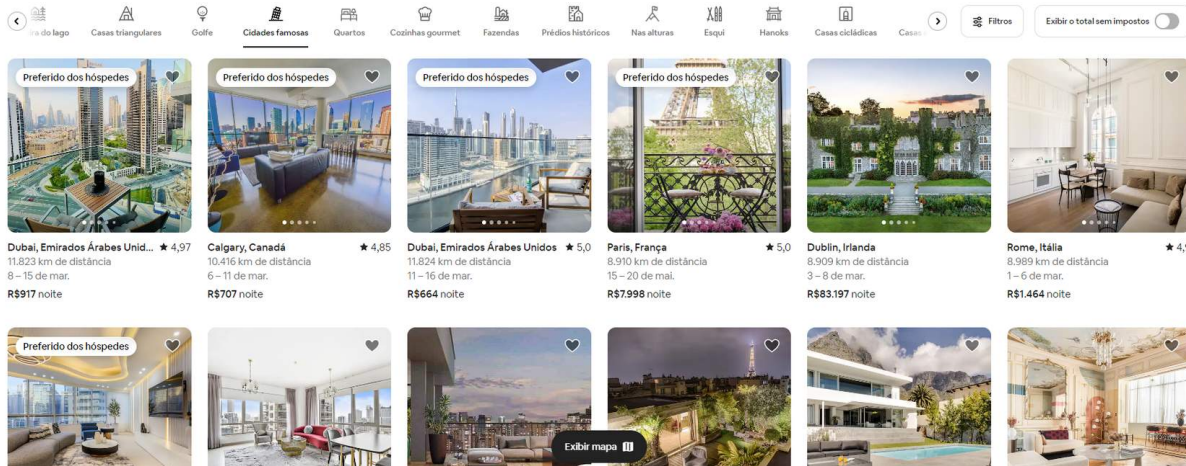 ra do lago
Casas triangulares
Golfe
Cidades famosas
Quartos
Cozinhas gourmet
Fazendas
Prédios históricos
Nas alturas
Esqui
Hanoks
Casas cicládicas
Casas
Filtros
Exibir o total sem impostos
Preferido dos hóspedes
Preferido dos hóspedes
Preferido dos hóspedes
Preferido dos hóspedes
Dubai, Emirados Árabes Unid... ★ 4,97
11.823 km de distância
8 – 15 de mar.
R$917 noite
Calgary, Canadá ★ 4,85
10.416 km de distância
6 – 11 de mar.
R$707 noite
Dubai, Emirados Árabes Unidos ★ 5,0
11.824 km de distância
11 – 16 de mar.
R$664 noite
Paris, França ★ 5,0
8.910 km de distância
15 – 20 de mai.
R$7.998 noite
Dublin, Irlanda
8.909 km de distância
3 – 8 de mar.
R$83.197 noite
Rome, Itália ★ 4,9
8.989 km de distância
1 – 6 de mar.
R$1.464 noite
Preferido dos hóspedes
Exibir mapa